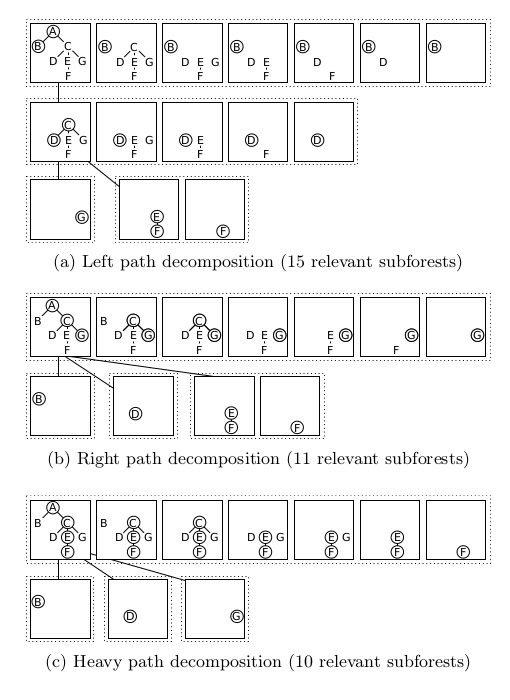 A
B C B C B B B B B
D E G D E G D E G D E D D
F F F F F
C
D E G D E G D E D D
F F F F
G E
F F
(a) Left path decomposition (15 relevant subforests)
A
B C B C C
D E G D E G D E G D E G E G G G
F F F F F F
B
D E
F F
(b) Right path decomposition (11 relevant subforests)
A
B C B C C
D E G D E G D E G D E G E G E
F F F F F F F
B
D G
(c) Heavy path decomposition (10 relevant subforests)